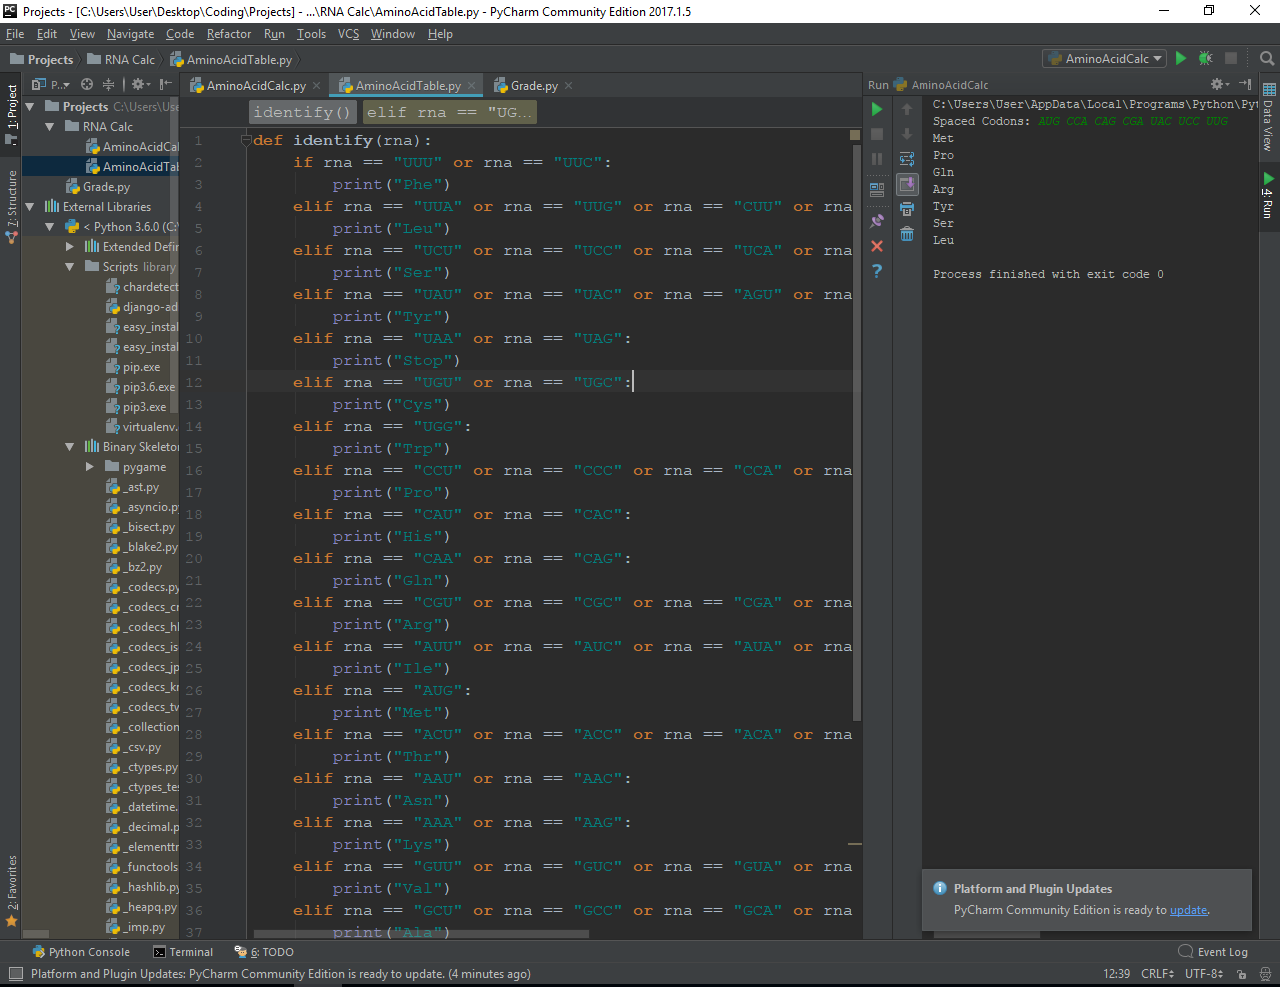 Projects - [C:\Users\User\Desktop\Coding\Projects] - ...\RNA Calc\AminoAcidTable.py - PyCharm Community Edition 2017.1.5
File Edit View Navigate Code Refactor Run Tools VCS Window Help
Projects RNA Calc AminoAcidTable.py AminoAcidCalc
1: Project
7: Structure
2: Favorites
P...
Projects C:\Users\Use
RNA Calc
AminoAcidCal
AminoAcidTab
Grade.py
External Libraries
< Python 3.6.0 (C:\
Extended Defin
Scripts library
chardetect
django-ad
easy_instal
easy_instal
pip.exe
pip3.6.exe
pip3.exe
virtualenv.
Binary Skeleton
pygame
_ast.py
_asyncio.p
_bisect.py
_blake2.py
_bz2.py
_codecs.py
_codecs_cn
_codecs_hk
_codecs_iso
_codecs_jp
_codecs_kr
_codecs_tw
_collection
_csv.py
_ctypes.py
_ctypes_tes
_datetime.
_decimal.p
_elementtr
_functools
_hashlib.py
_heapq.py
_imp.py
AminoAcidCalc.py AminoAcidTable.py Grade.py
identify() elif rna == "UG...
1 def identify(rna):
2 if rna == "UUU" or rna == "UUC":
3 print("Phe")
4 elif rna == "UUA" or rna == "UUG" or rna == "CUU" or rna
5 print("Leu")
6 elif rna == "UCU" or rna == "UCC" or rna == "UCA" or rna
7 print("Ser")
8 elif rna == "UAU" or rna == "UAC" or rna == "AGU" or rna
9 print("Tyr")
10 elif rna == "UAA" or rna == "UAG":
11 print("Stop")
12 elif rna == "UGU" or rna == "UGC":
13 print("Cys")
14 elif rna == "UGG":
15 print("Trp")
16 elif rna == "CCU" or rna == "CCC" or rna == "CCA" or rna
17 print("Pro")
18 elif rna == "CAU" or rna == "CAC":
19 print("His")
20 elif rna == "CAA" or rna == "CAG":
21 print("Gln")
22 elif rna == "CGU" or rna == "CGC" or rna == "CGA" or rna
23 print("Arg")
24 elif rna == "AUU" or rna == "AUC" or rna == "AUA" or rna
25 print("Ile")
26 elif rna == "AUG":
27 print("Met")
28 elif rna == "ACU" or rna == "ACC" or rna == "ACA" or rna
29 print("Thr")
30 elif rna == "AAU" or rna == "AAC":
31 print("Asn")
32 elif rna == "AAA" or rna == "AAG":
33 print("Lys")
34 elif rna == "GUU" or rna == "GUC" or rna == "GUA" or rna
35 print("Val")
36 elif rna == "GCU" or rna == "GCC" or rna == "GCA" or rna
37 print("Ala")
Run AminoAcidCalc
C:\Users\User\AppData\Local\Programs\Python\Pyt
Spaced Codons: AUG CCA CAG CGA UAC UCC UUG
Met
Pro
Gln
Arg
Tyr
Ser
Leu
Process finished with exit code 0
Data View
4: Run
Platform and Plugin Updates
PyCharm Community Edition is ready to update.
Python Console Terminal 6: TODO Event Log
Platform and Plugin Updates: PyCharm Community Edition is ready to update. (4 minutes ago) 12:39 CRLF UTF-8